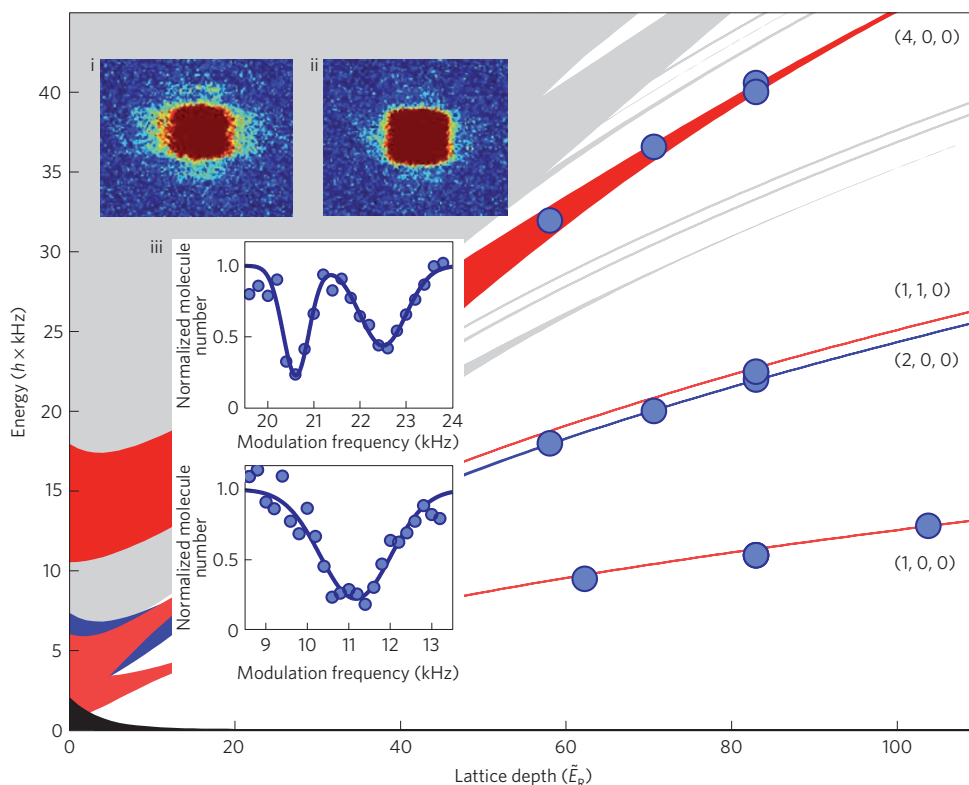 (4, 0, 0)
i
ii
40
35
30
iii
Normalized molecule
number
1.0
0.5
0
20
21
22
23
24
Modulation frequency (kHz)
(1, 1, 0)
(2, 0, 0)
25
Energy (h × kHz)
20
15
Normalized molecule
number
1.0
0.5
0
9
10
11
12
13
Modulation frequency (kHz)
(1, 0, 0)
10
5
0
0
20
40
60
80
100
Lattice depth (ẼR)